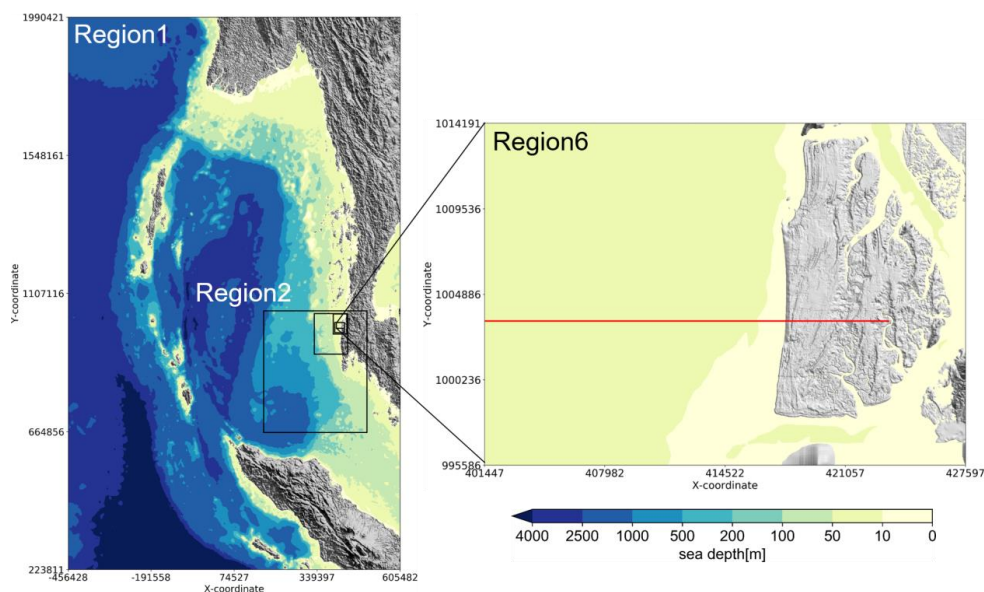 1990421
Region1
1548161
Y-coordinate
1107116
Region2
664856
223811
-456428 -191558 74527 339397 605482
X-coordinate
1014191
Region6
1009536
Y-coordinate
1004886
1000236
995586
401447 407982 414522 421057 427597
X-coordinate
4000 2500 1000 500 200 100 50 10 0
sea depth[m]